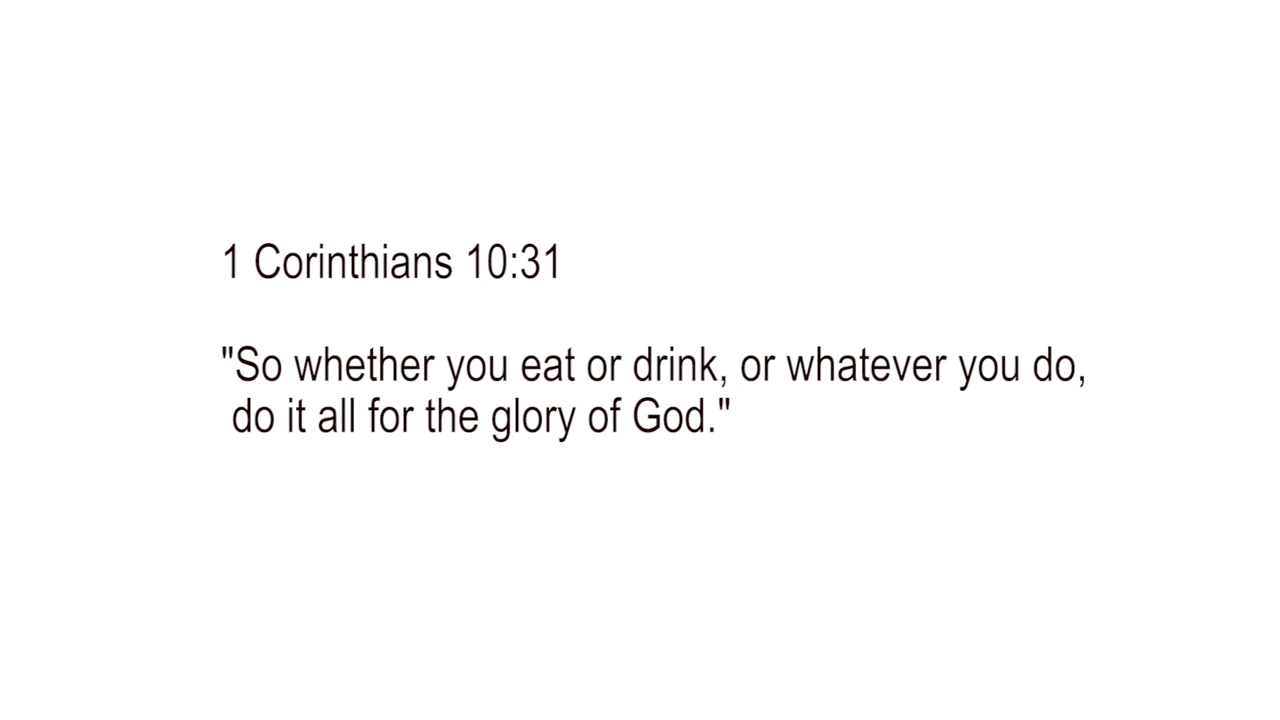 1 Corinthians 10:31
"So whether you eat or drink, or whatever you do,
do it all for the glory of God."